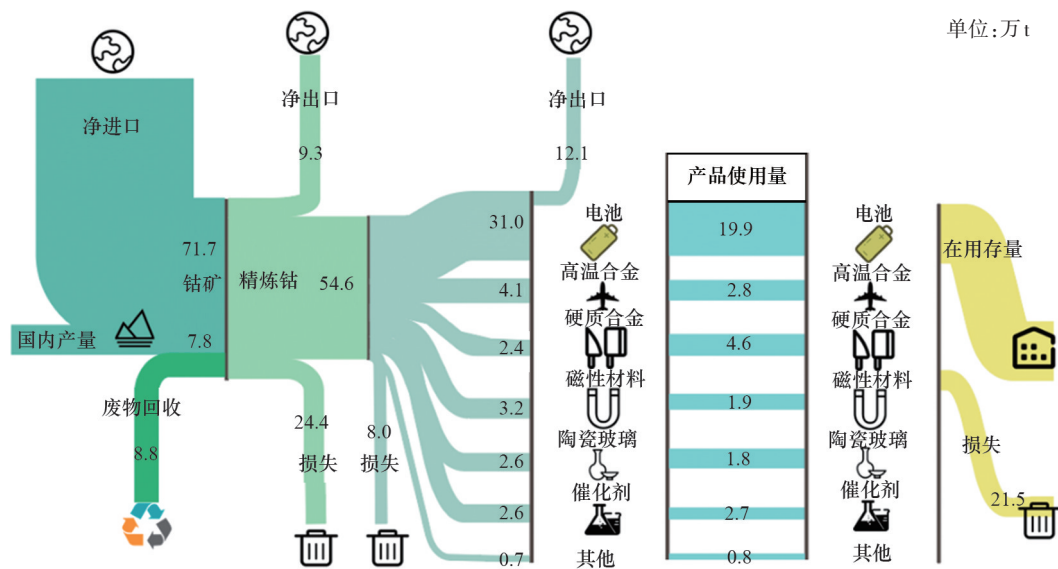 单位:万 t
净进口
净出口
净出口
9.3
12.1
产品使用量
71.7
钴矿
精炼钴
54.6
国内产量
7.8
废物回收
8.8
24.4
损失
8.0
损失
31.0
4.1
2.4
3.2
2.6
2.6
0.7
电池
高温合金
硬质合金
磁性材料
陶瓷玻璃
催化剂
其他
19.9
2.8
4.6
1.9
1.8
2.7
0.8
电池
高温合金
硬质合金
磁性材料
陶瓷玻璃
催化剂
其他
在用存量
损失
21.5